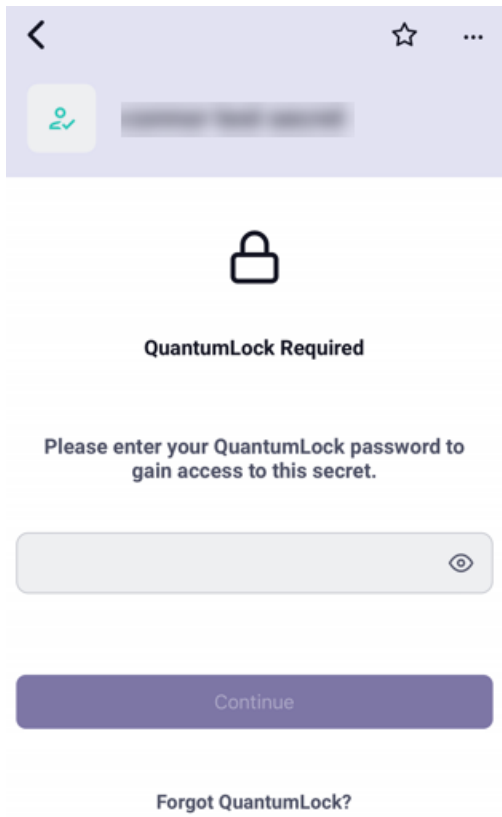 QuantumLock Required
Please enter your QuantumLock password to
gain access to this secret.
Continue
Forgot QuantumLock?